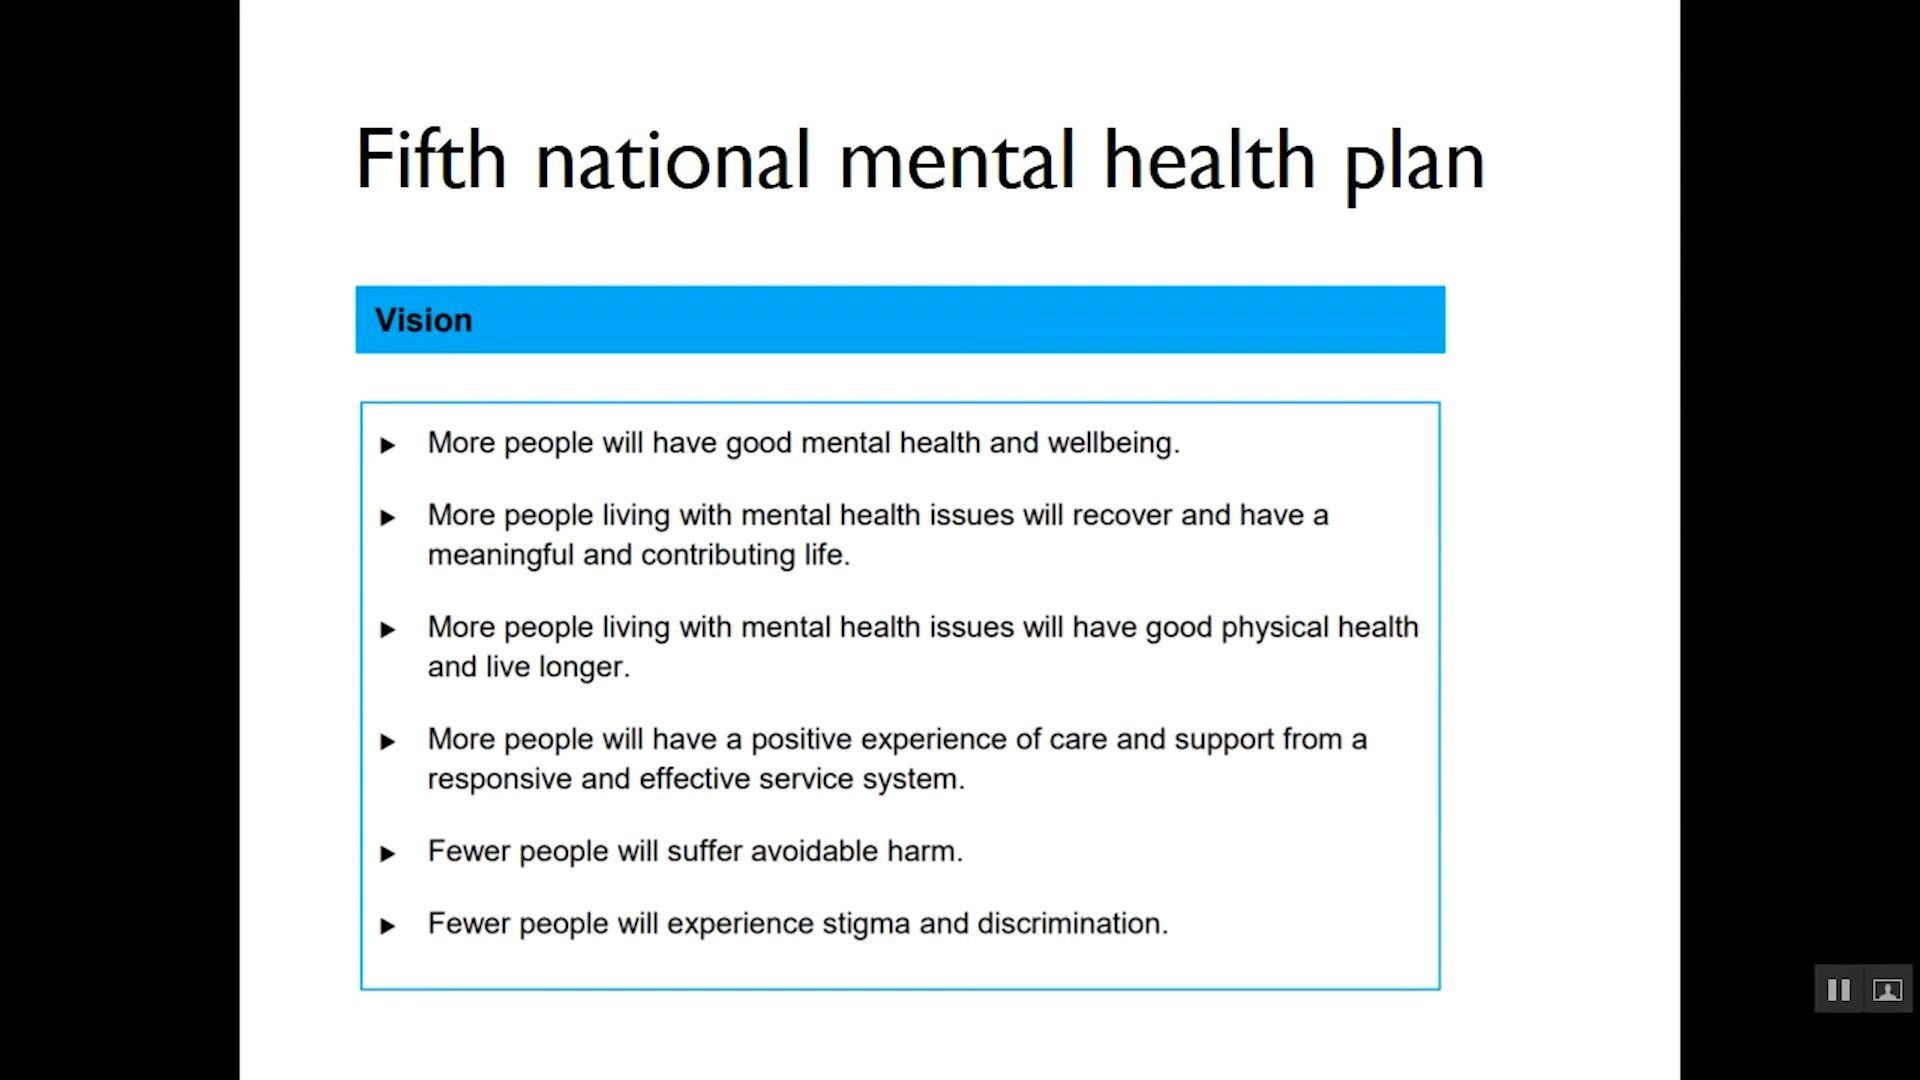 Fifth national mental health plan
Vision
More people will have good mental health and wellbeing.
More people living with mental health issues will recover and have a
meaningful and contributing life.
More people living with mental health issues will have good physical health
and live longer.
More people will have a positive experience of care and support from a
responsive and effective service system.
Fewer people will suffer avoidable harm.
Fewer people will experience stigma and discrimination.